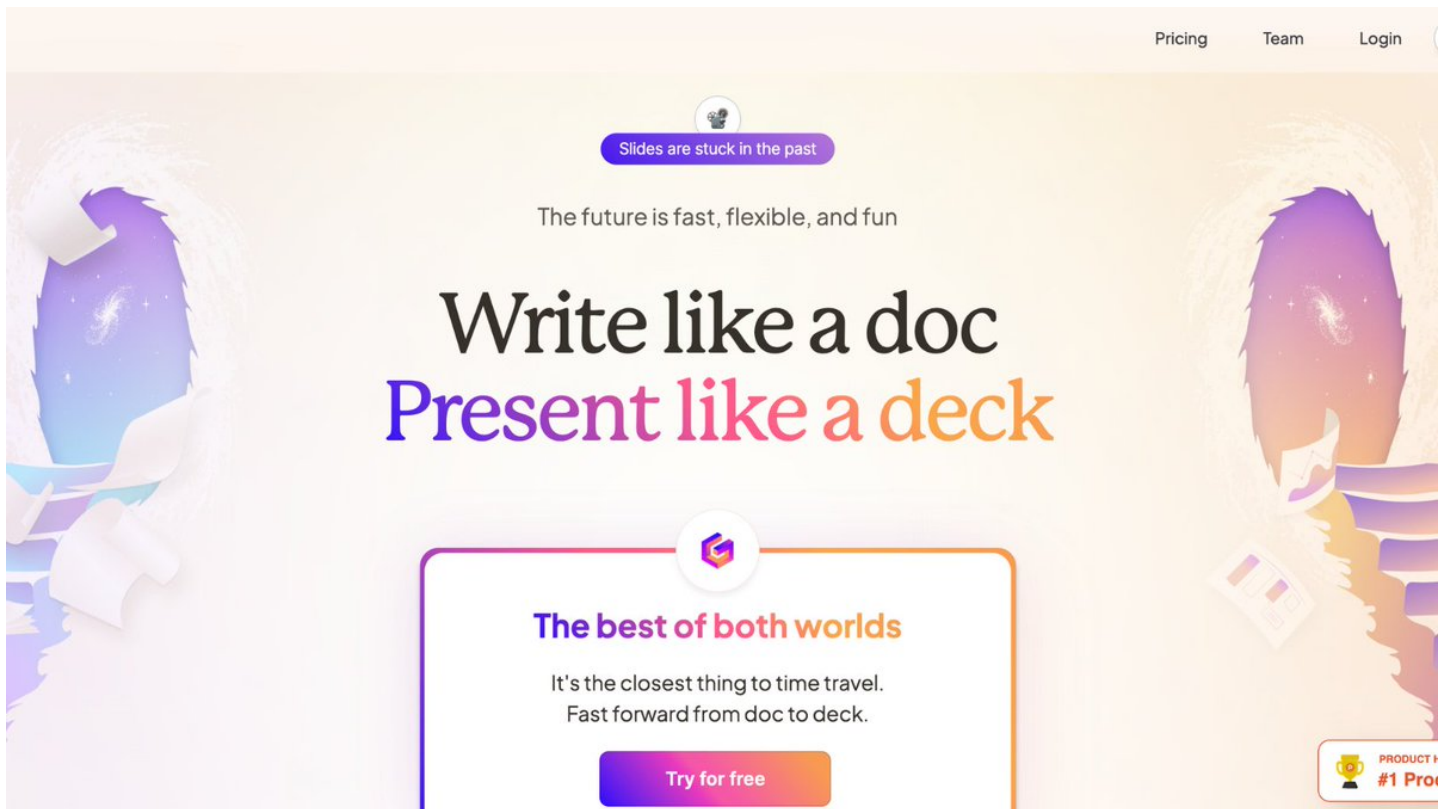 Pricing Team Login
Slides are stuck in the past
The future is fast, flexible, and fun
Write like a doc
Present like a deck
The best of both worlds
It's the closest thing to time travel.
Fast forward from doc to deck.
Try for free
PRODUCT
#1